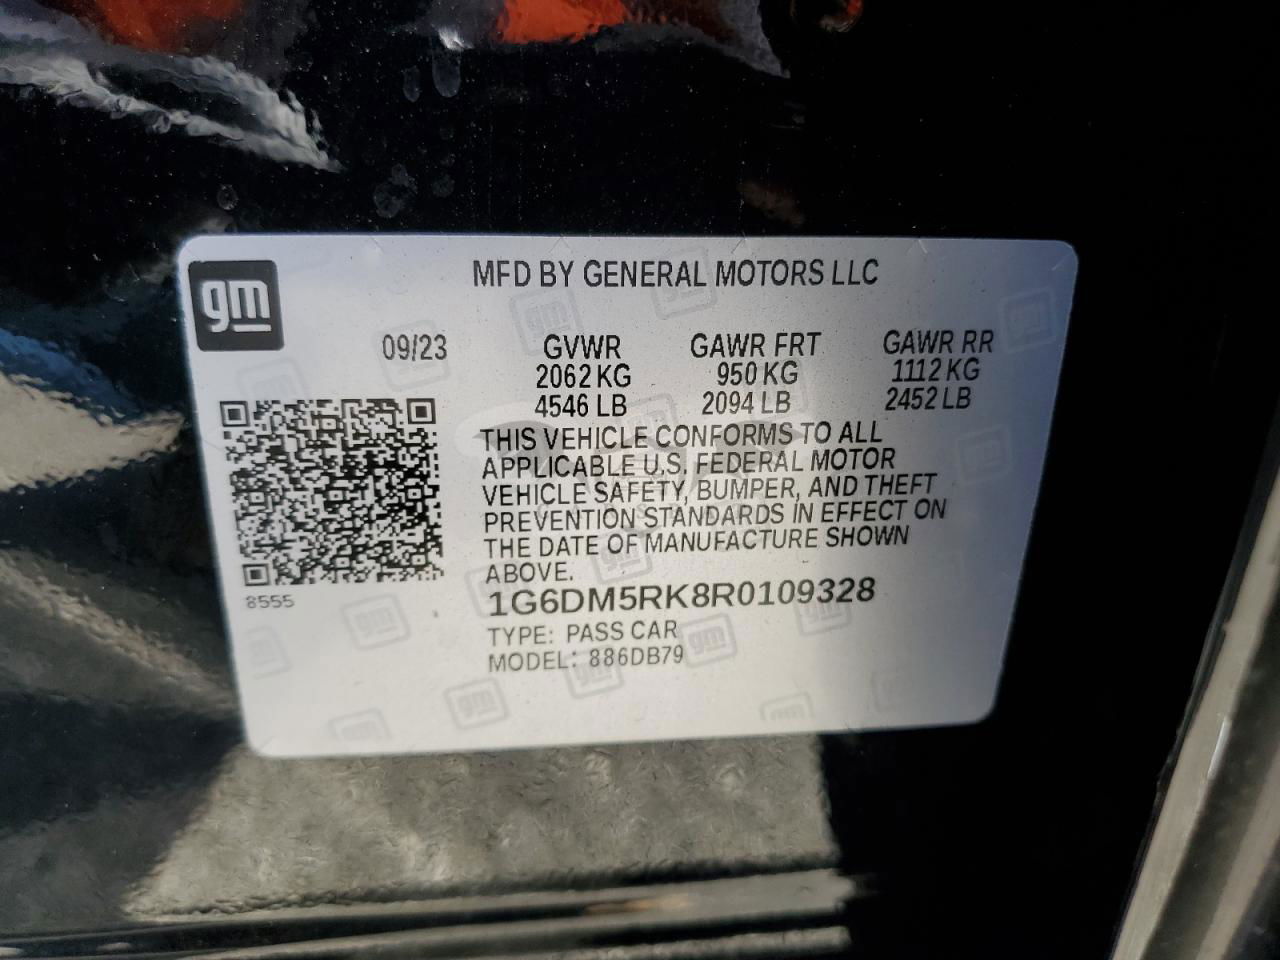 gm
MFD BY GENERAL MOTORS LLC
09/23
GVWR GAWR FRT GAWR RR
2062 KG 950 KG 1112 KG
4546 LB 2094 LB 2452 LB
THIS VEHICLE CONFORMS TO ALL
APPLICABLE U.S. FEDERAL MOTOR
VEHICLE SAFETY, BUMPER, AND THEFT
PREVENTION STANDARDS IN EFFECT ON
THE DATE OF MANUFACTURE SHOWN
ABOVE.
8555
1G6DM5RK8R0109328
TYPE: PASS CAR
MODEL: 886DB79